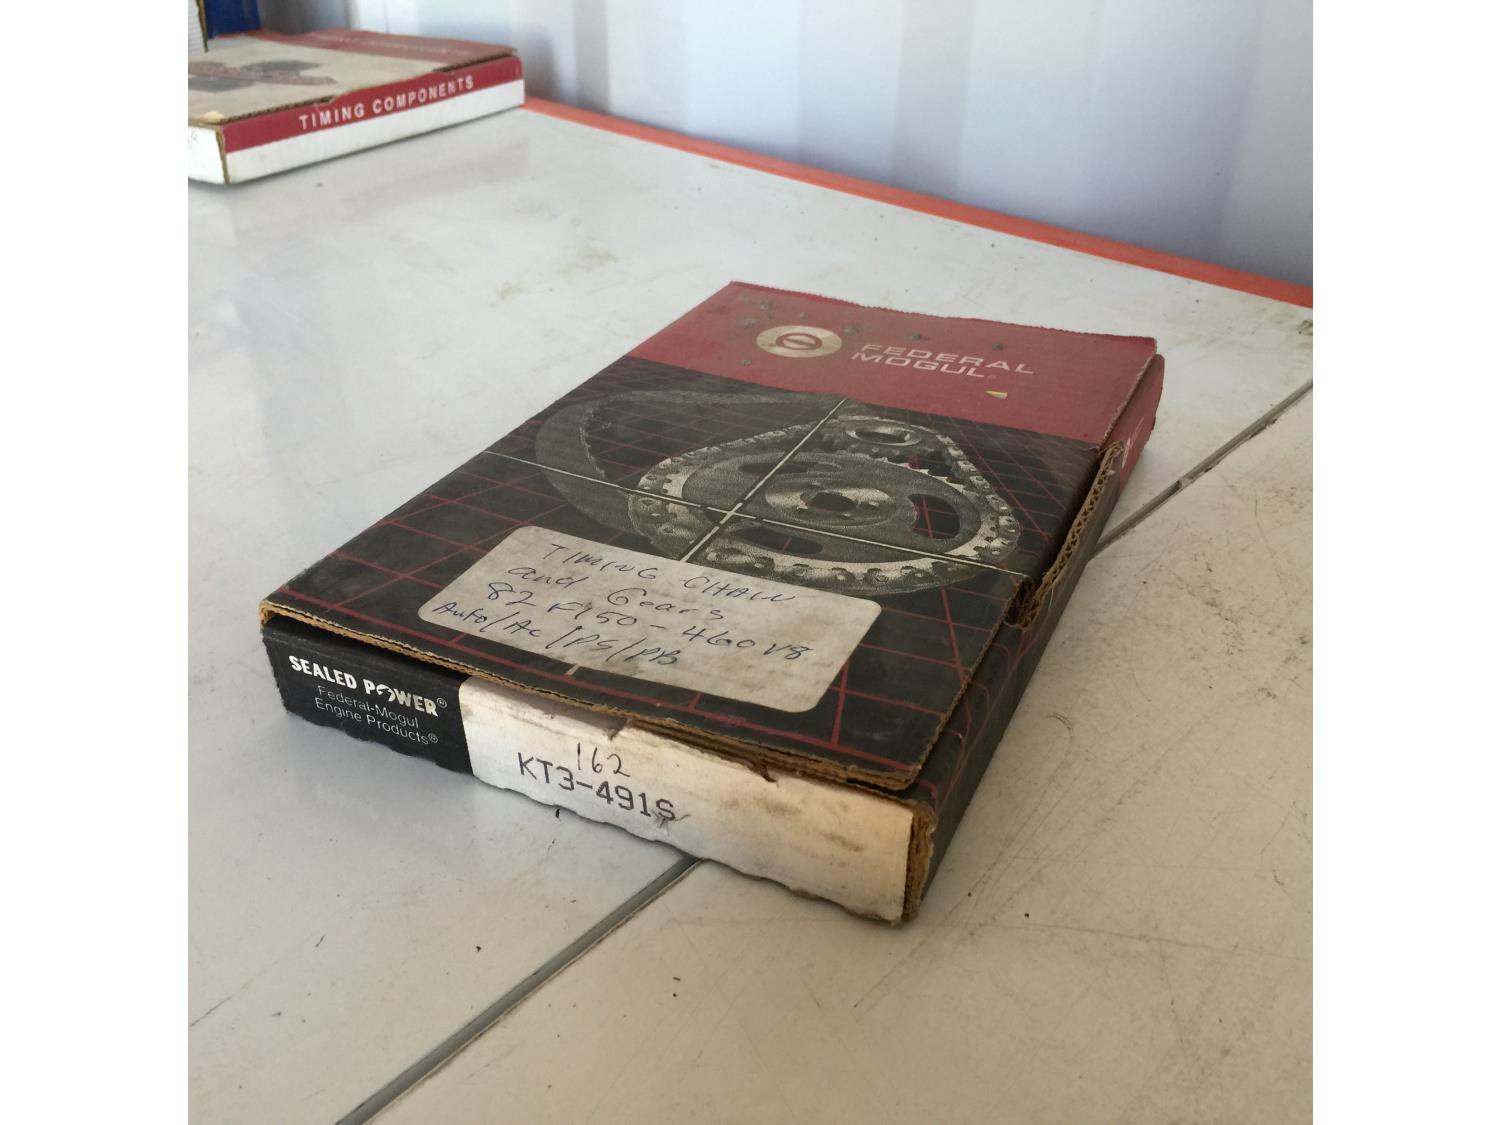 TIMING COMPONENTS
FEDERAL
MOGUL®
TIMING CHAIN
and Gears
82 F150 - 460 V8
Auto/Ac/PS/PB
SEALED POWER®
Federal-Mogul
Engine Products®
162
KT3-491S